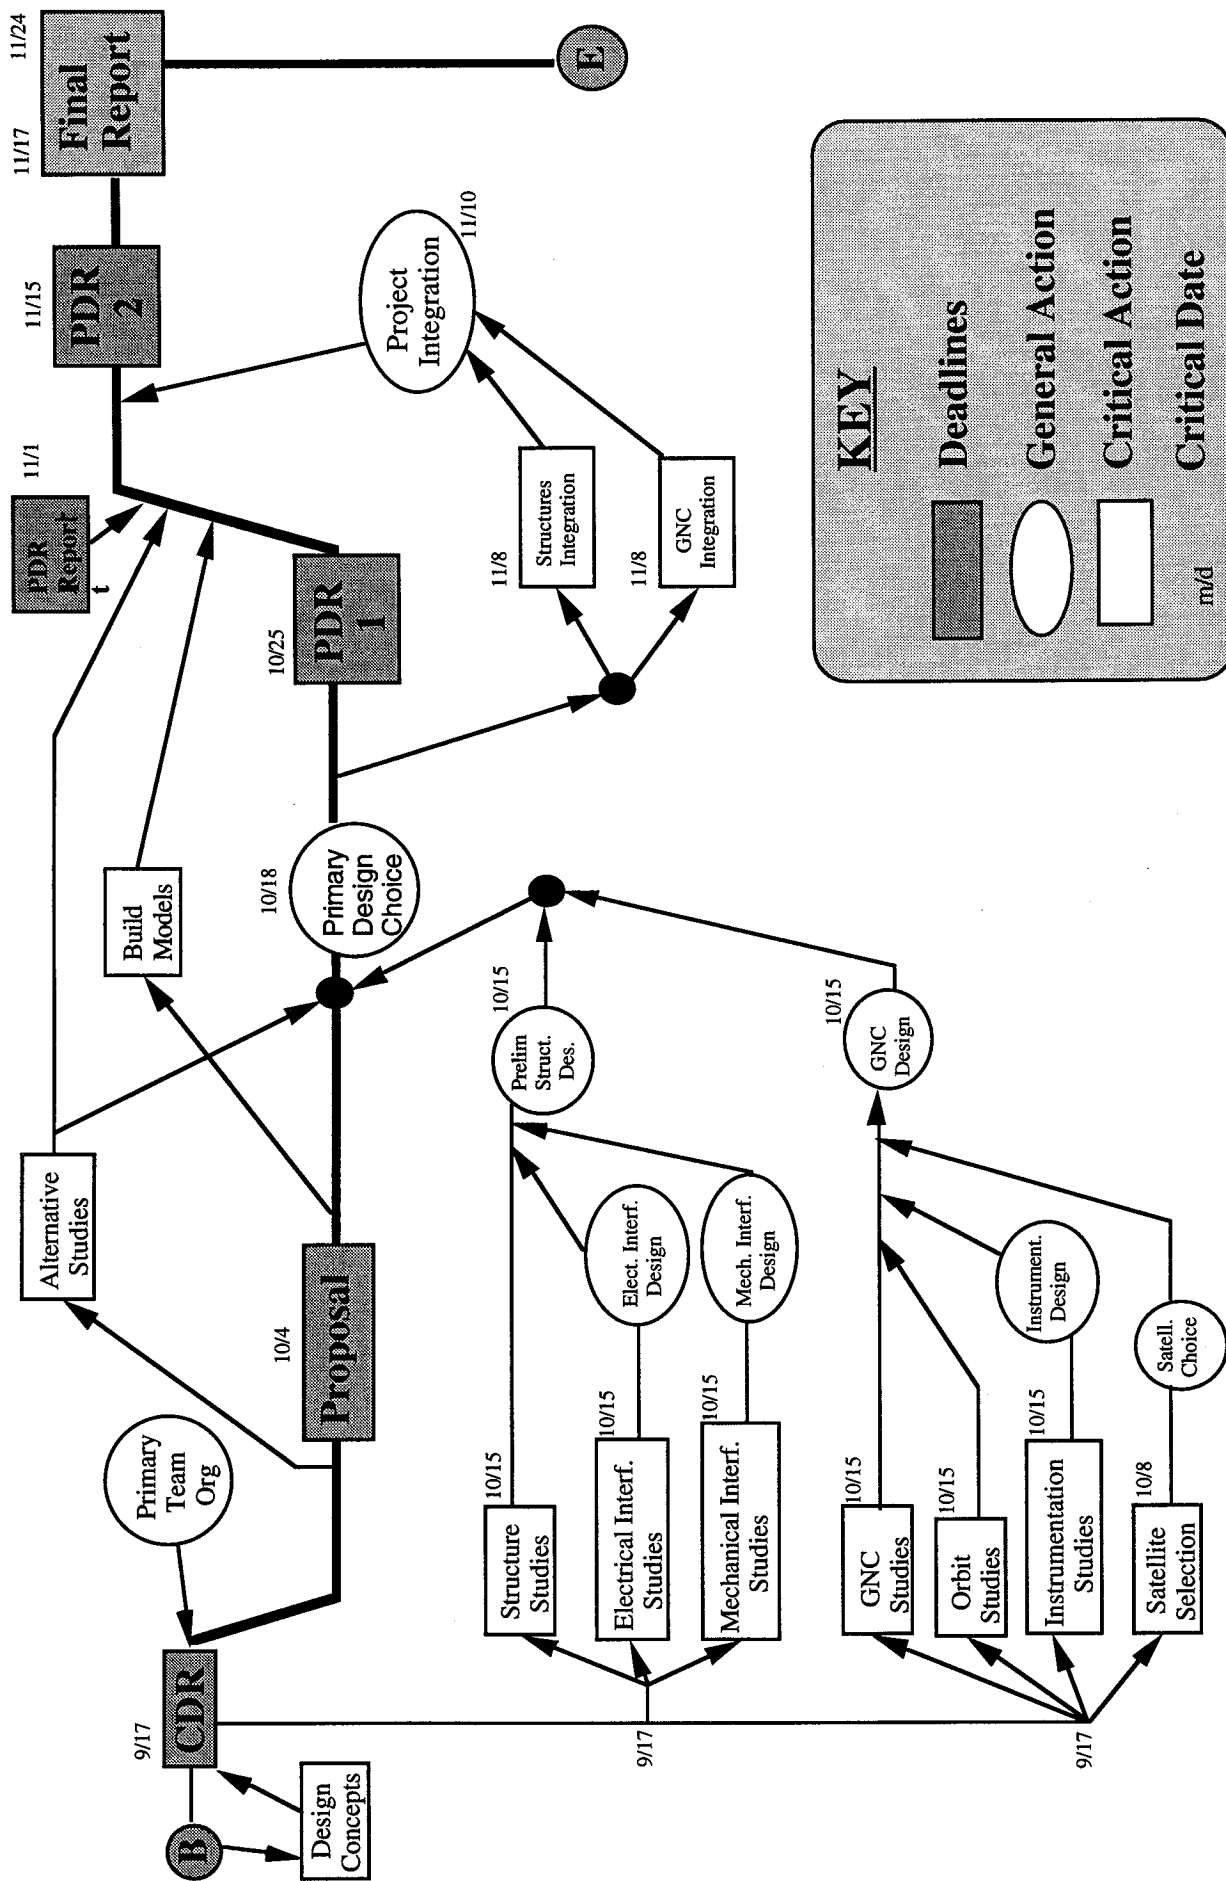 B
Design
Concepts
9/17
CDR
Primary
Team
Org
10/4
Proposal
Alternative
Studies
Build
Models
10/18
Primary
Design
Choice
10/25
PDR
1
PDR
Report
t
11/1
11/15
PDR
2
11/17
11/24
Final
Report
E
9/17
Structure
Studies
10/15
Electrical Interf.
Studies
10/15
Mechanical Interf.
Studies
10/15
Elect. Interf.
Design
Mech. Interf.
Design
Prelim
Struct.
Des.
10/15
9/17
GNC
Studies
10/15
Orbit
Studies
10/15
Instrumentation
Studies
10/15
Satellite
Selection
10/8
Instrument.
Design
Satell.
Choice
GNC
Design
10/15
11/8
Structures
Integration
11/8
GNC
Integration
Project
Integration
11/10
KEY
Deadlines
General Action
Critical Action
m/d Critical Date